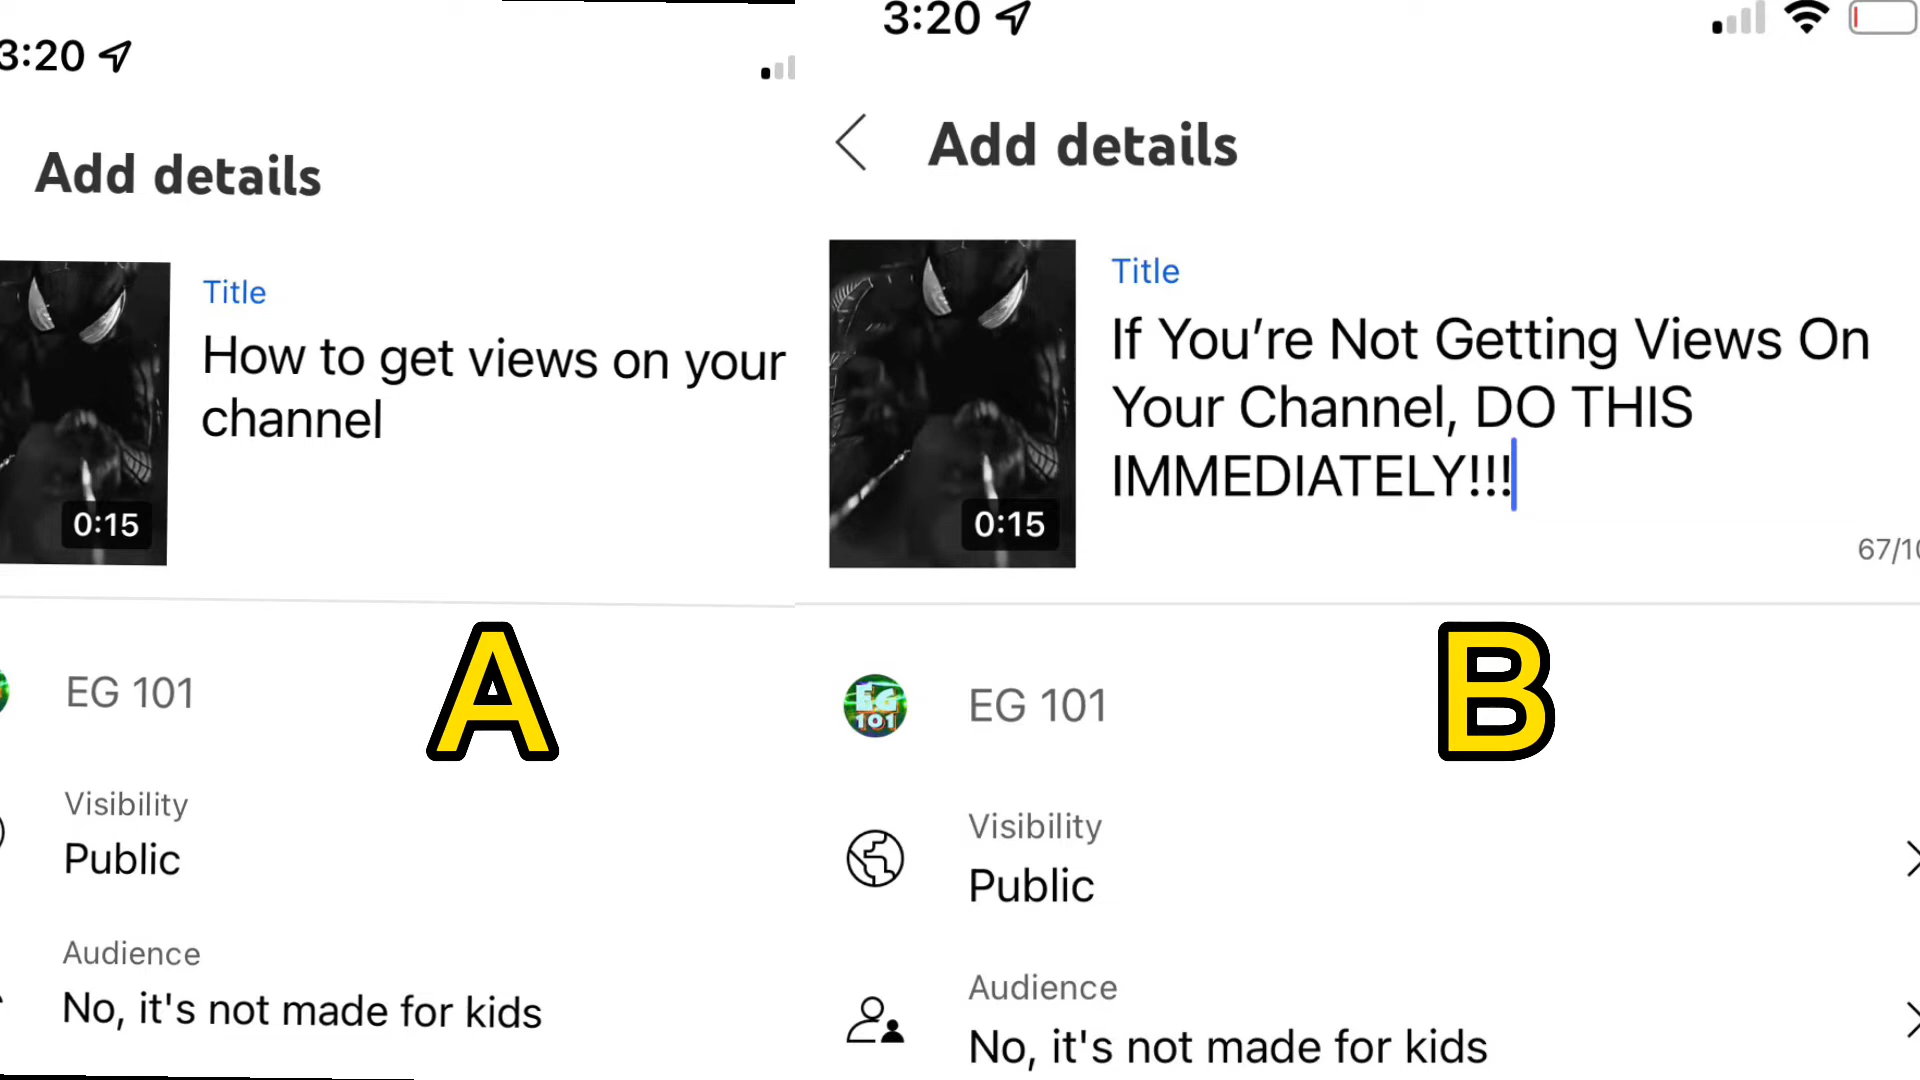 3:20
Add details
Title
How to get views on your
channel
0:15
EG 101
A
Visibility
Public
Audience
No, it's not made for kids
3:20
Add details
Title
If You’re Not Getting Views On
Your Channel, DO THIS
IMMEDIATELY!!!
0:15
67/10
EG
101
EG 101
B
Visibility
Public
Audience
No, it's not made for kids